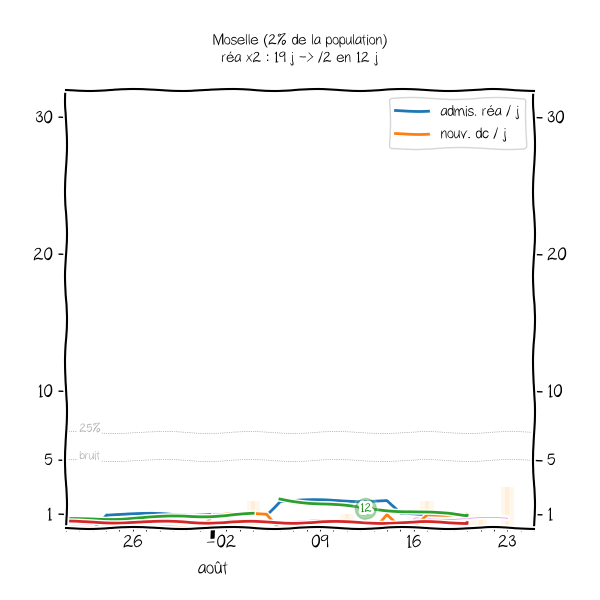 Moselle (2% de la population)
réa x2 : 19 j -> /2 en 12 j
admis. réa / j
nouv. dc / j
30
30
20
20
10
10
25%
5
bruit
5
12
1
1
26
02
09
16
23
août